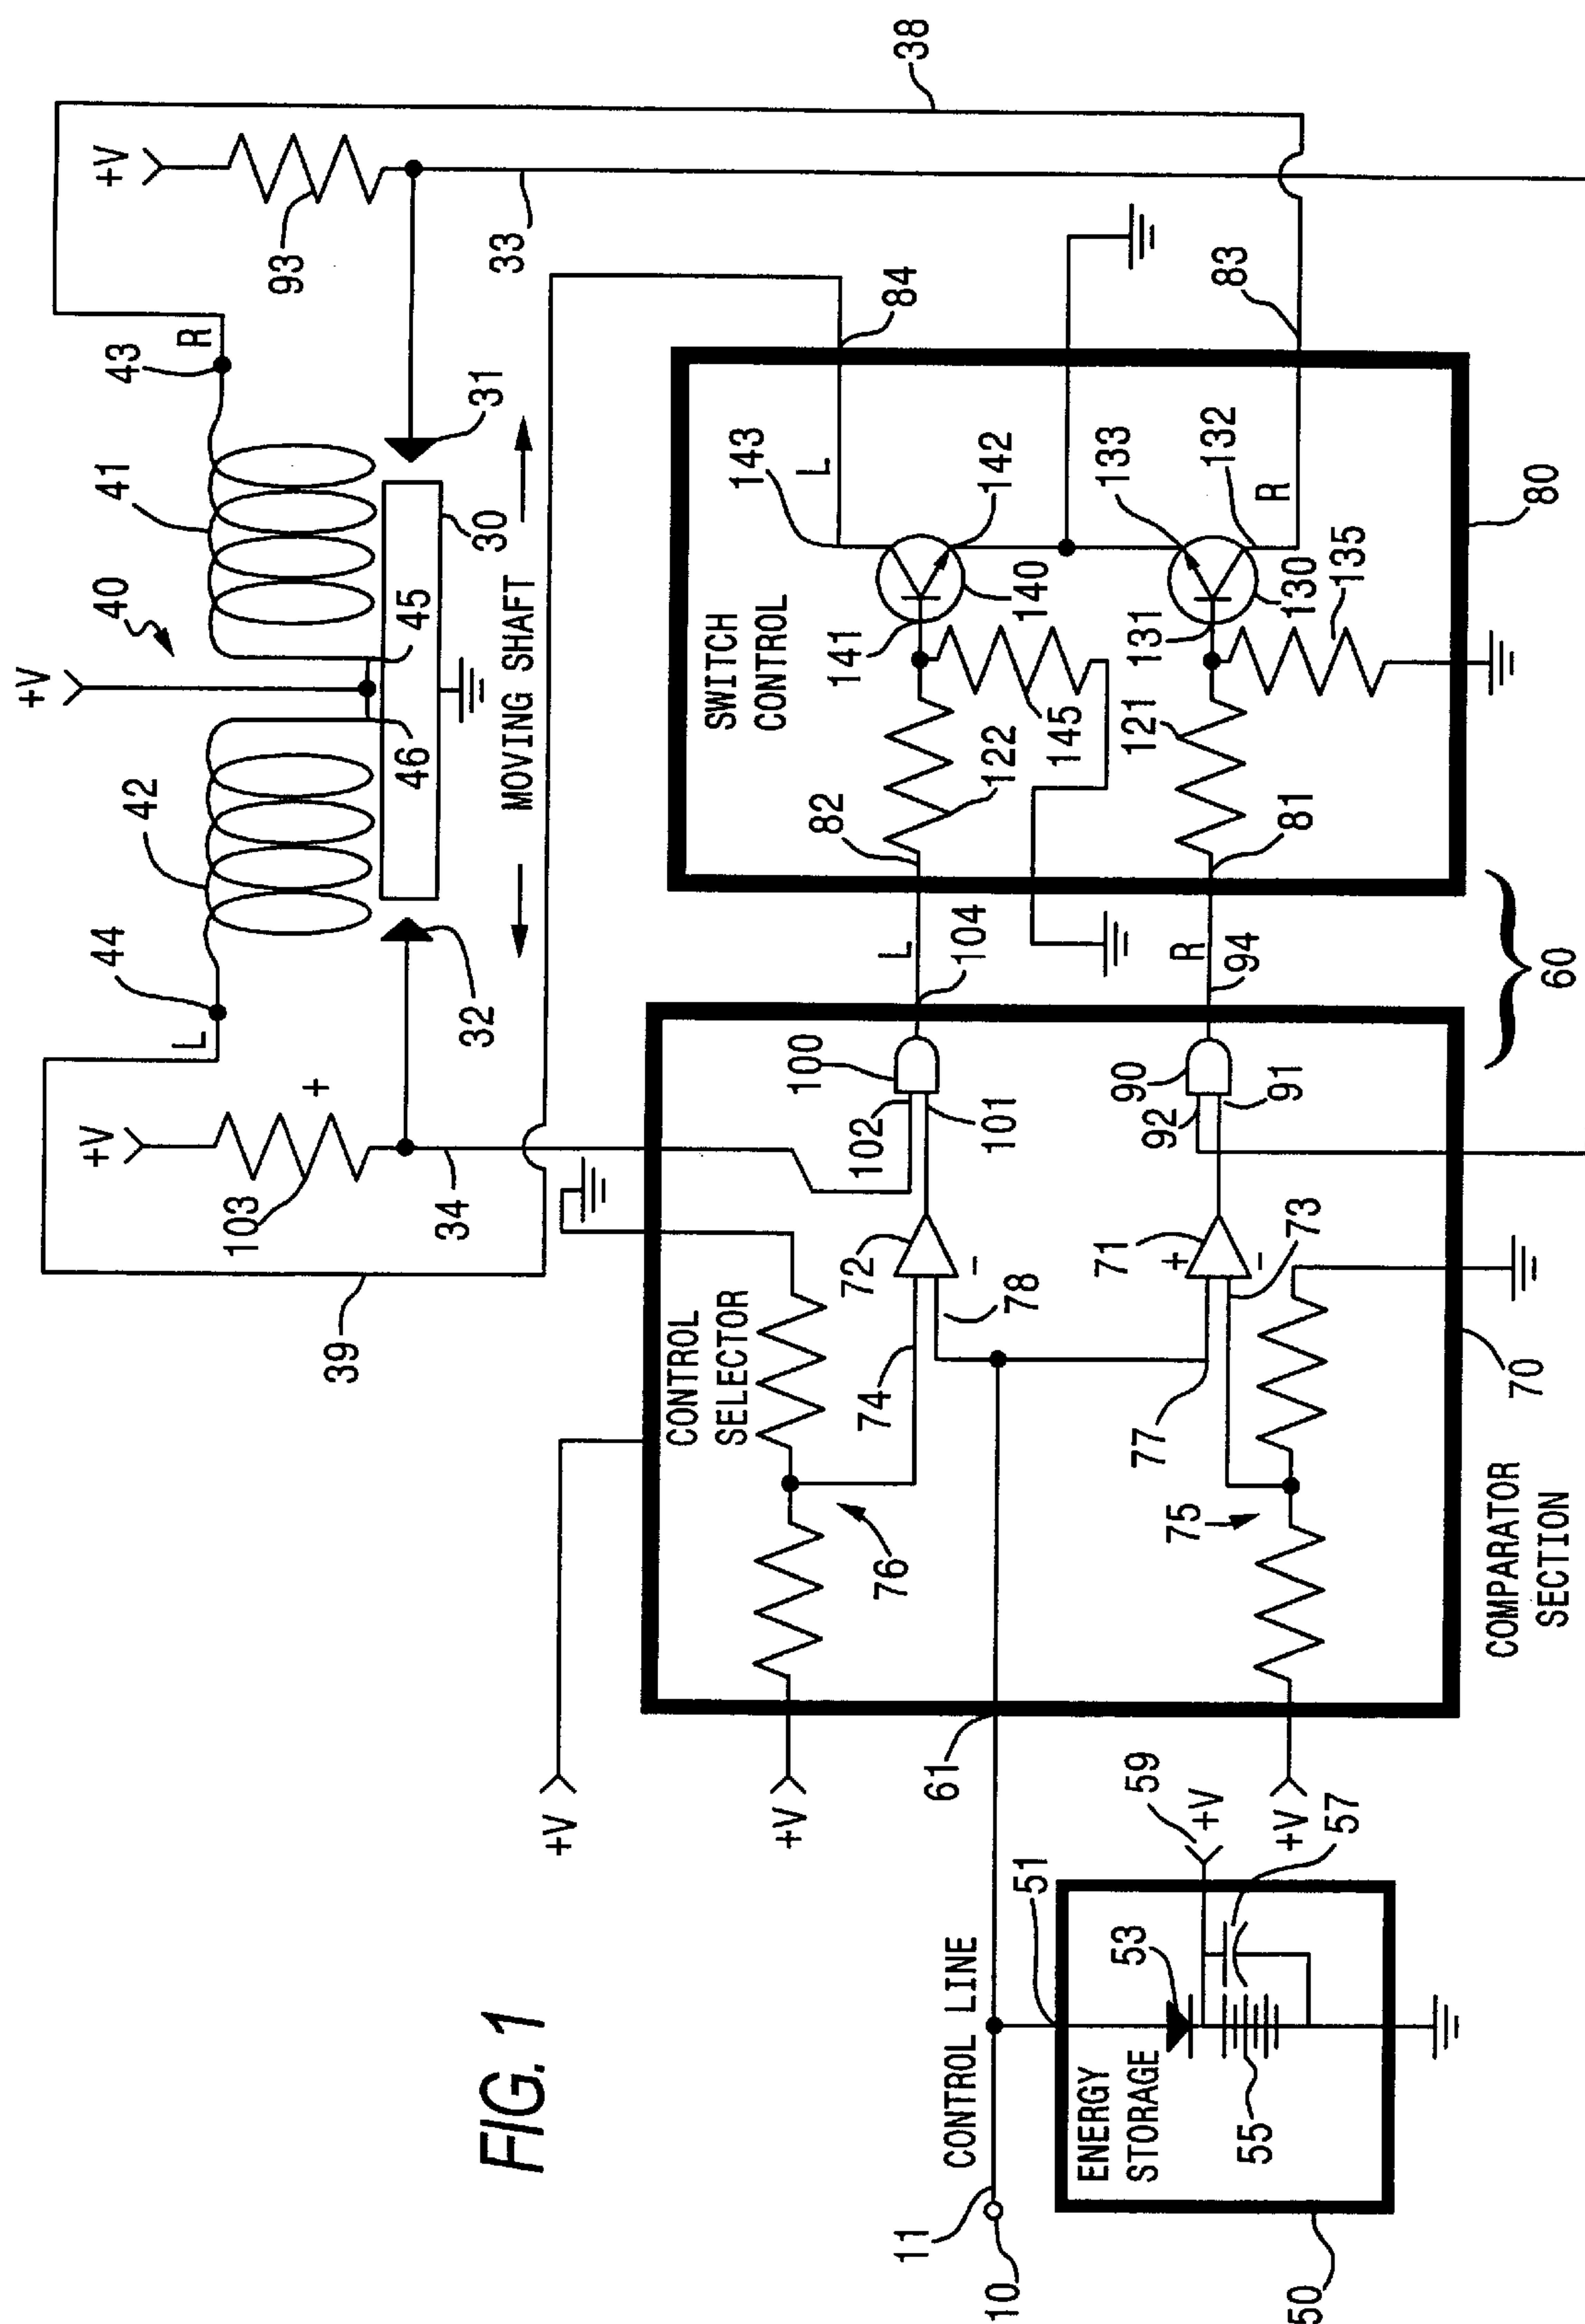 FIG. 1
10
11
CONTROL LINE
50
ENERGY
STORAGE
51
53
55
57
59
+V
61
+V
+V
+V
CONTROL
SELECTOR
76
74
72
-
78
77
75
71
+
-
73
102
101
100
92
91
90
70
COMPARATOR
SECTION
60
L
104
R
94
SWITCH
CONTROL
82
122
81
121
141
145
140
142
143
L
131
135
130
133
132
R
80
84
83
38
39
+V
103
+
34
L
44
42
32
46
45
MOVING SHAFT
30
31
40
+V
41
43
R
+V
93
33